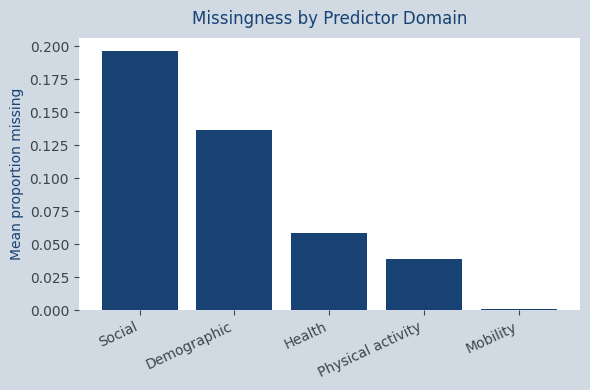 Missingness by Predictor Domain
Mean proportion missing
0.200
0.175
0.150
0.125
0.100
0.075
0.050
0.025
0.000
Social
Demographic
Health
Physical activity
Mobility